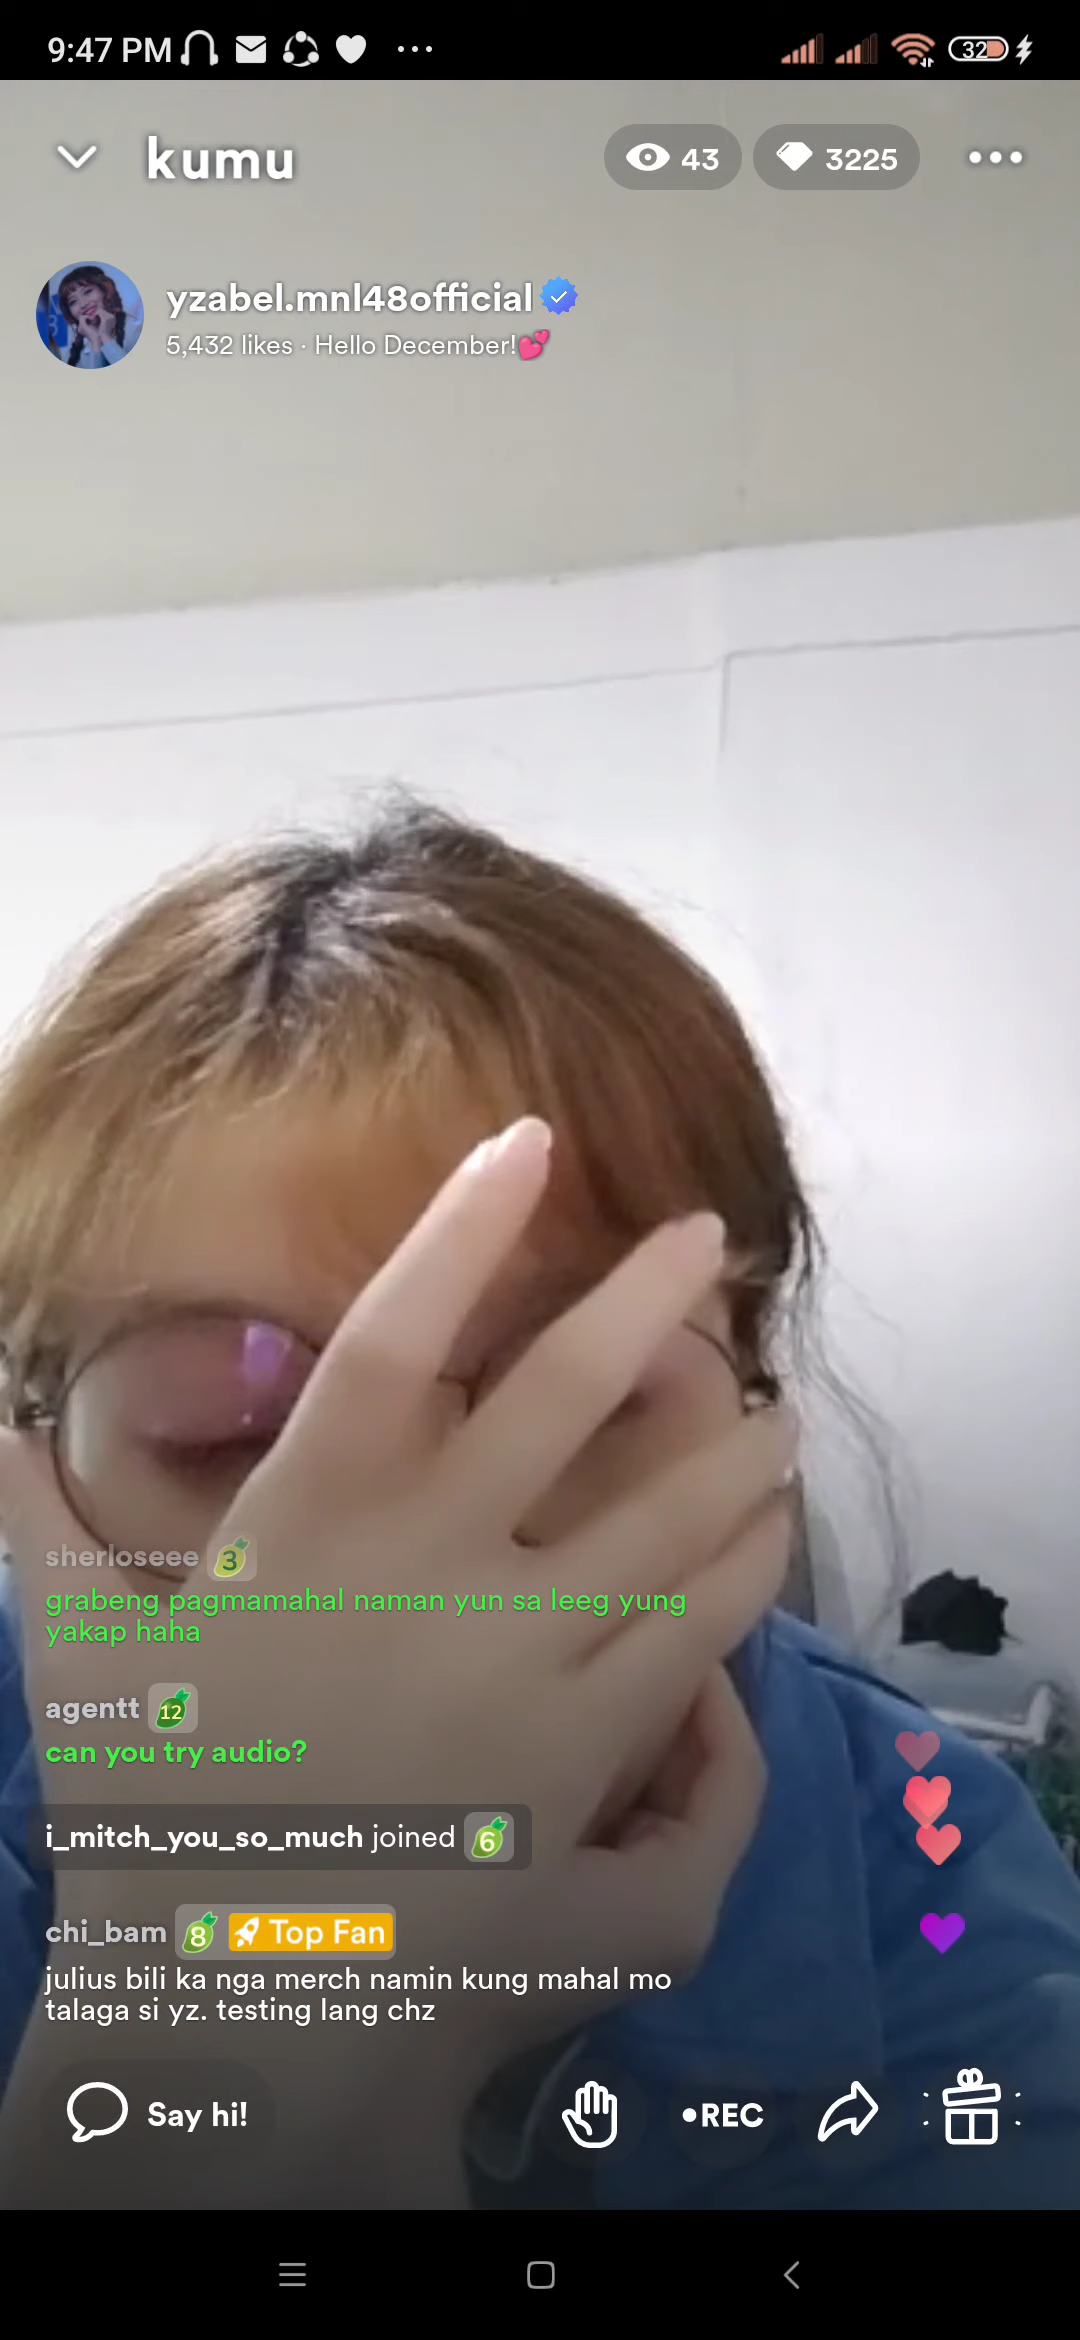 9:47 PM
32
kumu
43
3225
yzabel.mnl48official
5,432 likes · Hello December!💕
sherloseee 3
grabeng pagmamahal naman yun sa leeg yung
yakap haha
agentt 12
can you try audio?
i_mitch_you_so_much joined 6
chi_bam 8 Top Fan
julius bili ka nga merch namin kung mahal mo
talaga si yz. testing lang chz
Say hi!
•REC